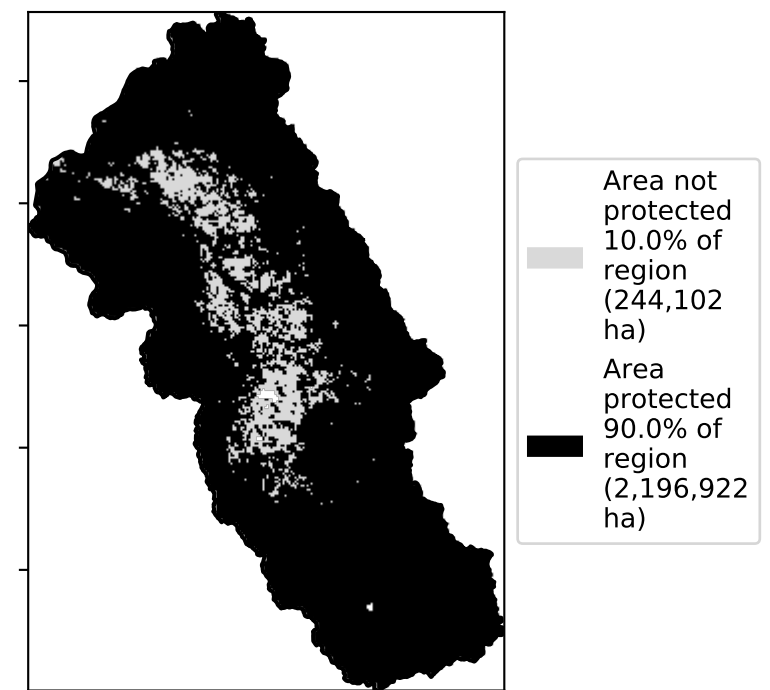 Area not
protected
10.0% of
region
(244,102
ha)
Area
protected
90.0% of
region
(2,196,922
ha)